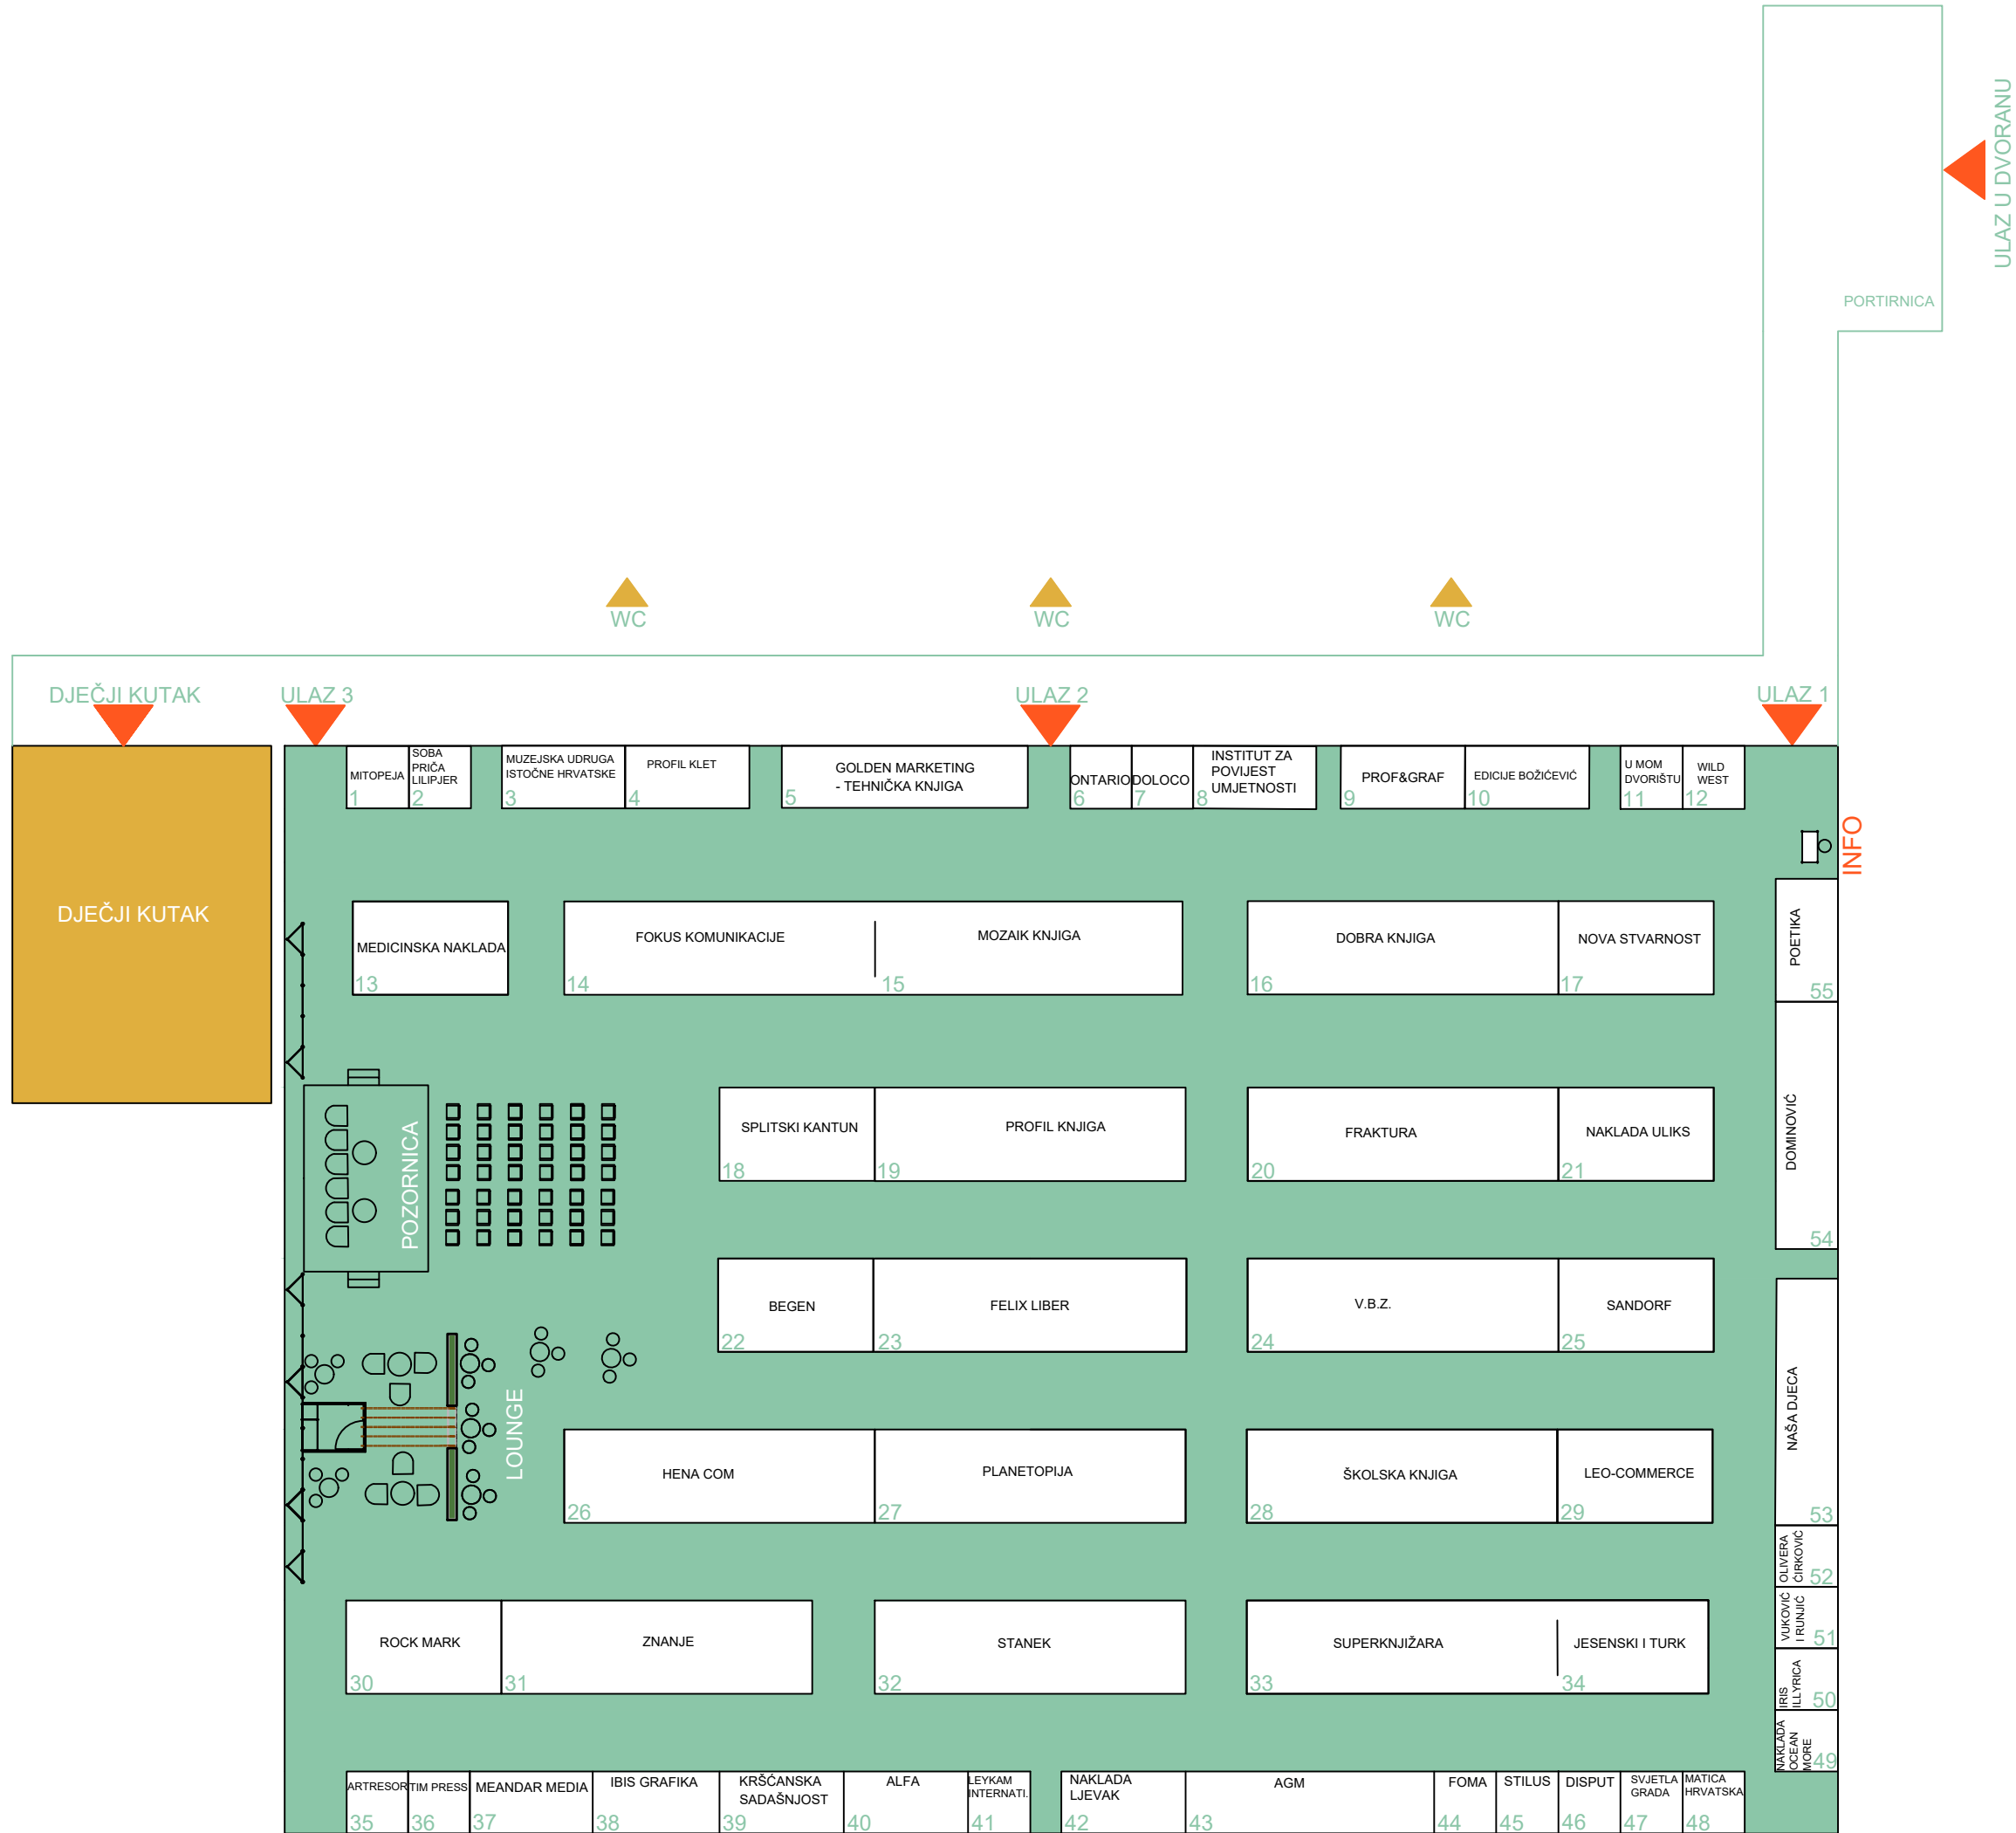 ULAZ U DVORANU
PORTIRNICA
WC
WC
WC
DJEČJI KUTAK
ULAZ 3
ULAZ 2
ULAZ 1
MITOPEJA
1
SOBA
PRIČA
LILIPJER
2
MUZEJSKA UDRUGA
ISTOČNE HRVATSKE
3
PROFIL KLET
4
GOLDEN MARKETING
- TEHNIČKA KNJIGA
5
ONTARIO
6
DOLOCO
7
INSTITUT ZA
POVIJEST
UMJETNOSTI
8
PROF&GRAF
9
EDICIJE BOŽIĆEVIĆ
10
U MOM
DVORIŠTU
11
WILD
WEST
12
INFO
DJEČJI KUTAK
MEDICINSKA NAKLADA
13
FOKUS KOMUNIKACIJE
14
MOZAIK KNJIGA
15
DOBRA KNJIGA
16
NOVA STVARNOST
17
POETIKA
55
POZORNICA
SPLITSKI KANTUN
18
PROFIL KNJIGA
19
FRAKTURA
20
NAKLADA ULIKS
21
DOMINOVIĆ
54
BEGEN
22
FELIX LIBER
23
V.B.Z.
24
SANDORF
25
NAŠA DJECA
53
LOUNGE
HENA COM
26
PLANETOPIJA
27
ŠKOLSKA KNJIGA
28
LEO-COMMERCE
29
OLIVERA
ĆIRKOVIĆ
52
VUKOVIĆ
I RUNJIĆ
51
ROCK MARK
30
ZNANJE
31
STANEK
32
SUPERKNJIŽARA
33
JESENSKI I TURK
34
IRIS
ILLYRICA
50
NAKLADA
OCEAN
MORE
49
ARTRESOR
35
TIM PRESS
36
MEANDAR MEDIA
37
IBIS GRAFIKA
38
KRŠĆANSKA
SADAŠNJOST
39
ALFA
40
LEYKAM
INTERNATI.
41
NAKLADA
LJEVAK
42
AGM
43
FOMA
44
STILUS
45
DISPUT
46
SVJETLA
GRADA
47
MATICA
HRVATSKA
48